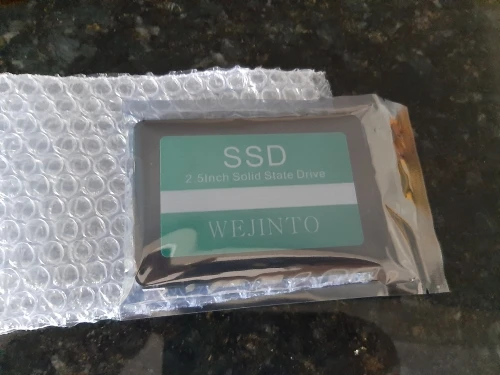 SSD
2.5Inch Solid State Drive
WEJINTO